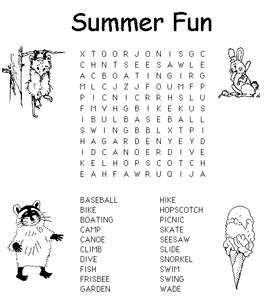 Summer Fun
X T Q O R J O N I S G C
C H N T S E E S A W L E
A C B O A T I N G I R G
M L C J Z J F O U M F P
P I C N I C R R H S L U
F M V H G B I K E K U S
I B U L B A S E B A L L
S W I N G B B L X T P I
H A G A R D E N Y E Y D
I D C A N O E R D I V E
K E L H O P S C O T C H
E A H F A W R U Q I J A
BASEBALL HIKE
BIKE HOPSCOTCH
BOATING PICNIC
CAMP SKATE
CANOE SEESAW
CLIMB SLIDE
DIVE SNORKEL
FISH SWIM
FRISBEE SWING
GARDEN WADE